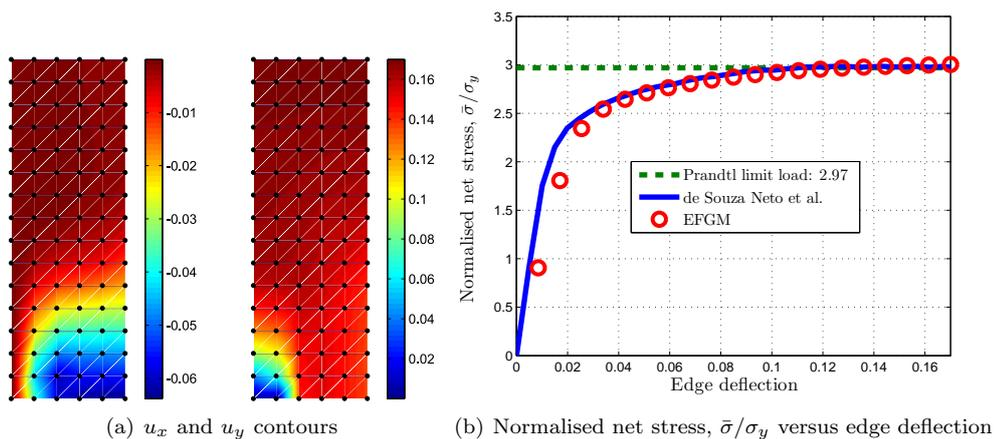 -0.01
-0.02
-0.03
-0.04
-0.05
-0.06
0.16
0.14
0.12
0.1
0.08
0.06
0.04
0.02
(a) u_x and u_y contours
Normalised net stress, σ̄/σ_y
3.5
3
2.5
2
1.5
1
0.5
0
Prandtl limit load: 2.97
de Souza Neto et al.
EFGM
0 0.02 0.04 0.06 0.08 0.1 0.12 0.14 0.16
Edge deflection
(b) Normalised net stress, σ̄/σ_y versus edge deflection